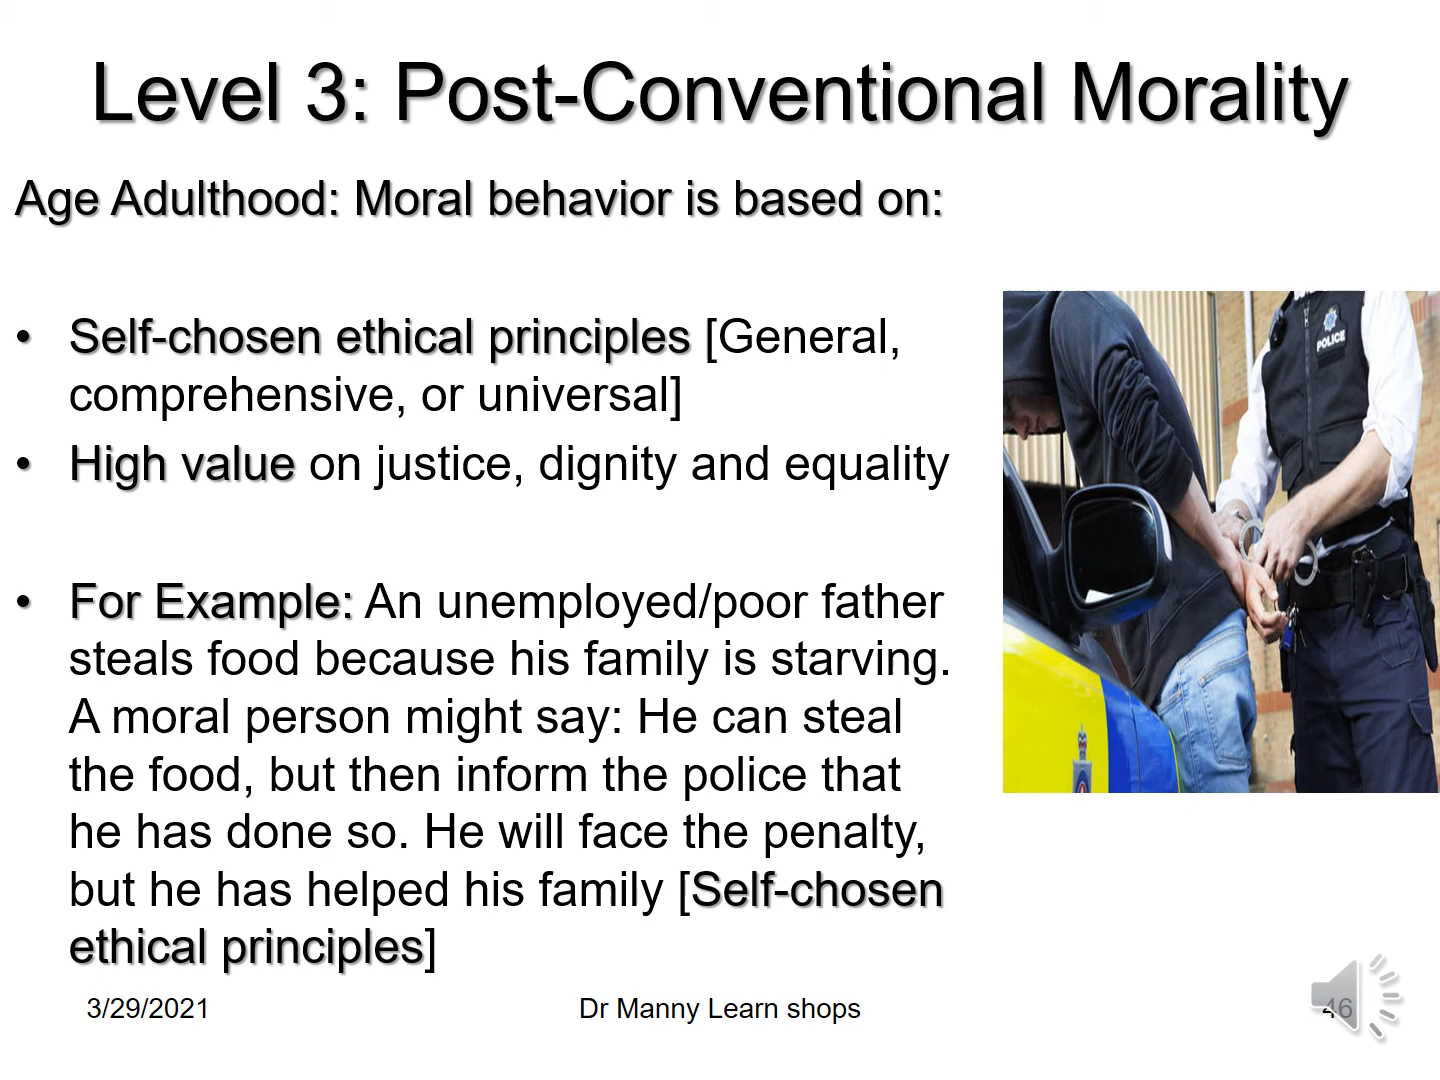 Level 3: Post-Conventional Morality
Age Adulthood: Moral behavior is based on:
• Self-chosen ethical principles [General,
comprehensive, or universal]
• High value on justice, dignity and equality
• For Example: An unemployed/poor father
steals food because his family is starving.
A moral person might say: He can steal
the food, but then inform the police that
he has done so. He will face the penalty,
but he has helped his family [Self-chosen
ethical principles]
POLICE
3/29/2021
Dr Manny Learn shops
46